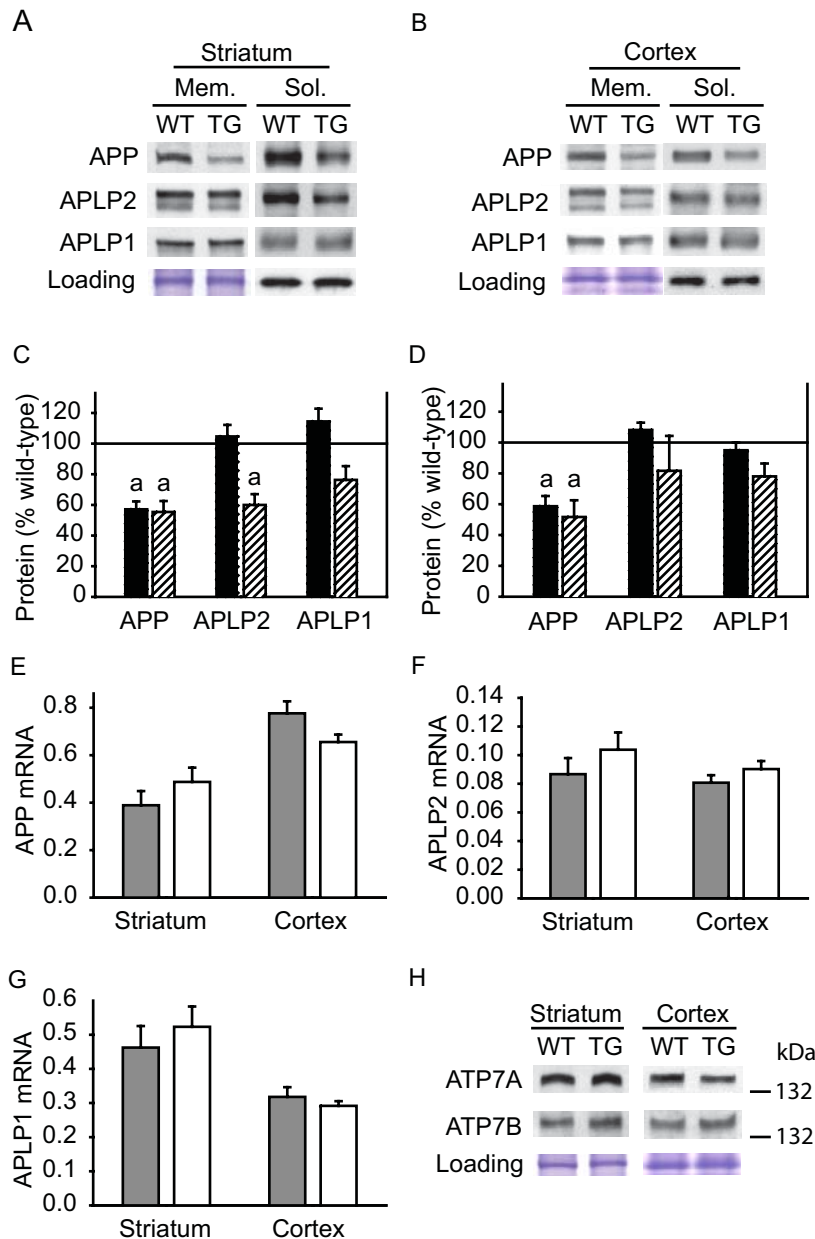 A
Striatum
Mem. Sol.
WT TG WT TG
APP
APLP2
APLP1
Loading
B
Cortex
Mem. Sol.
WT TG WT TG
APP
APLP2
APLP1
Loading
C
Protein (% wild-type)
120
100
80
60
40
20
0
a a a
APP APLP2 APLP1
D
Protein (% wild-type)
120
100
80
60
40
20
0
a a
APP APLP2 APLP1
E
APP mRNA
0.8
0.6
0.4
0.2
0.0
Striatum Cortex
F
APLP2 mRNA
0.14
0.12
0.10
0.08
0.06
0.04
0.02
0.00
Striatum Cortex
G
APLP1 mRNA
0.6
0.5
0.4
0.3
0.2
0.1
0.0
Striatum Cortex
H
Striatum Cortex
WT TG WT TG kDa
ATP7A 132
ATP7B 132
Loading